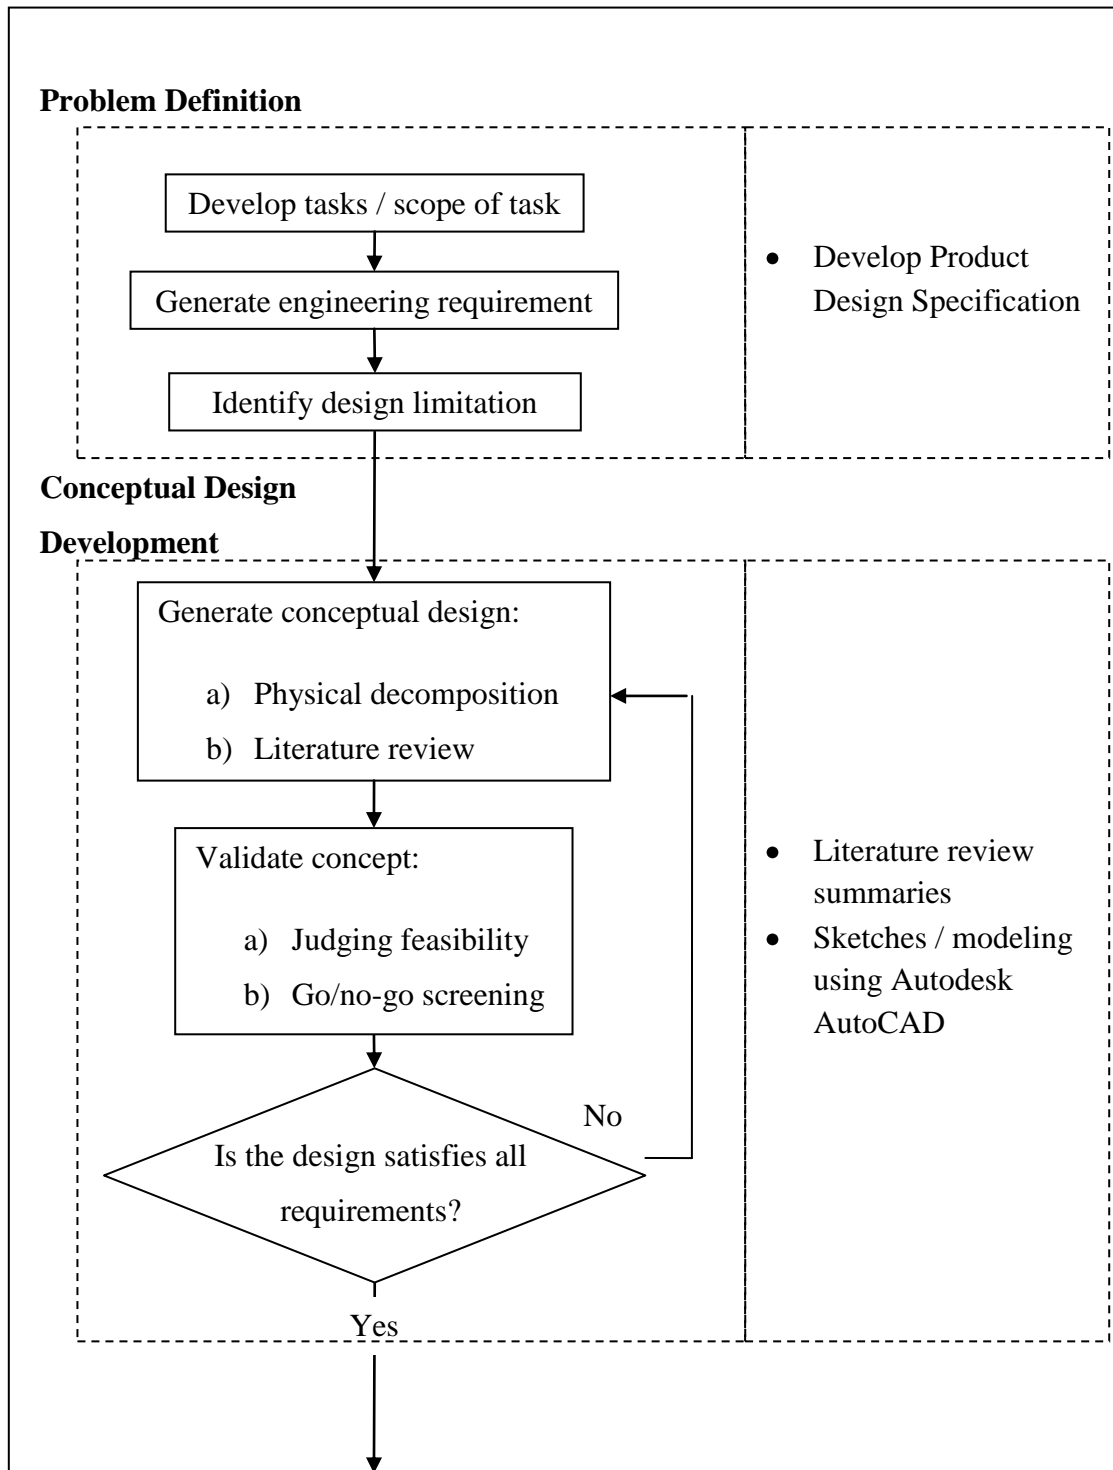 Problem Definition
Develop tasks / scope of task
Generate engineering requirement
Identify design limitation
• Develop Product
Design Specification
Conceptual Design
Development
Generate conceptual design:
a) Physical decomposition
b) Literature review
Validate concept:
a) Judging feasibility
b) Go/no-go screening
No
Is the design satisfies all
requirements?
Yes
• Literature review
summaries
• Sketches / modeling
using Autodesk
AutoCAD